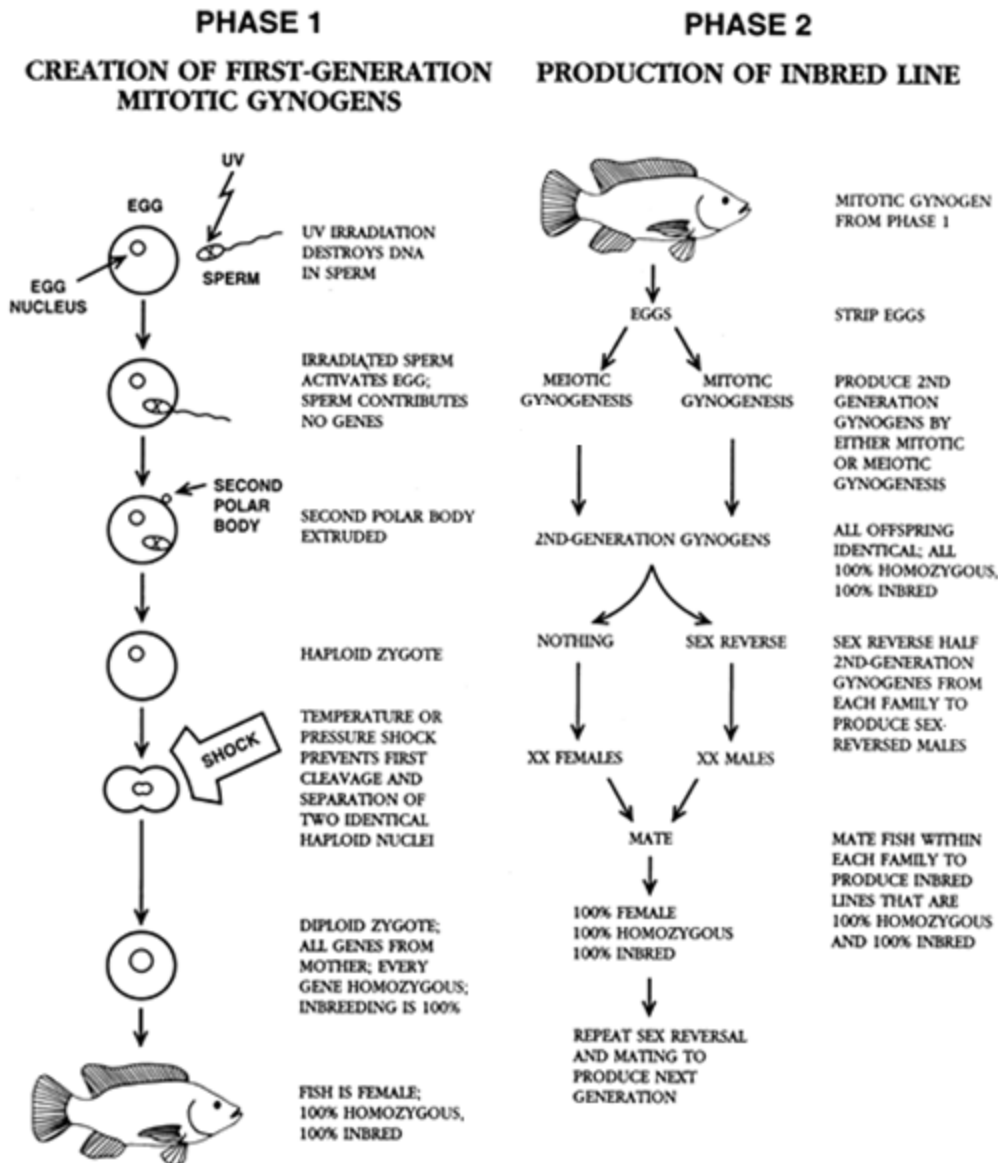 PHASE 1
CREATION OF FIRST-GENERATION
MITOTIC GYNOGENS
UV
EGG
SPERM
EGG
NUCLEUS
UV IRRADIATION
DESTROYS DNA
IN SPERM
IRRADIATED SPERM
ACTIVATES EGG;
SPERM CONTRIBUTES
NO GENES
SECOND
POLAR
BODY
SECOND POLAR BODY
EXTRUDED
HAPLOID ZYGOTE
SHOCK
TEMPERATURE OR
PRESSURE SHOCK
PREVENTS FIRST
CLEAVAGE AND
SEPARATION OF
TWO IDENTICAL
HAPLOID NUCLEI
DIPLOID ZYGOTE;
ALL GENES FROM
MOTHER; EVERY
GENE HOMOZYGOUS;
INBREEDING IS 100%
FISH IS FEMALE;
100% HOMOZYGOUS,
100% INBRED
PHASE 2
PRODUCTION OF INBRED LINE
MITOTIC GYNOGEN
FROM PHASE 1
EGGS
STRIP EGGS
MEIOTIC
GYNOGENESIS
MITOTIC
GYNOGENESIS
PRODUCE 2ND
GENERATION
GYNOGENS BY
EITHER MITOTIC
OR MEIOTIC
GYNOGENESIS
2ND-GENERATION GYNOGENS
ALL OFFSPRING
IDENTICAL; ALL
100% HOMOZYGOUS,
100% INBRED
NOTHING
SEX REVERSE
SEX REVERSE HALF
2ND-GENERATION
GYNOGENES FROM
EACH FAMILY TO
PRODUCE SEX-
REVERSED MALES
XX FEMALES
XX MALES
MATE
MATE FISH WITHIN
EACH FAMILY TO
PRODUCE INBRED
LINES THAT ARE
100% HOMOZYGOUS
AND 100% INBRED
100% FEMALE
100% HOMOZYGOUS
100% INBRED
REPEAT SEX REVERSAL
AND MATING TO
PRODUCE NEXT
GENERATION